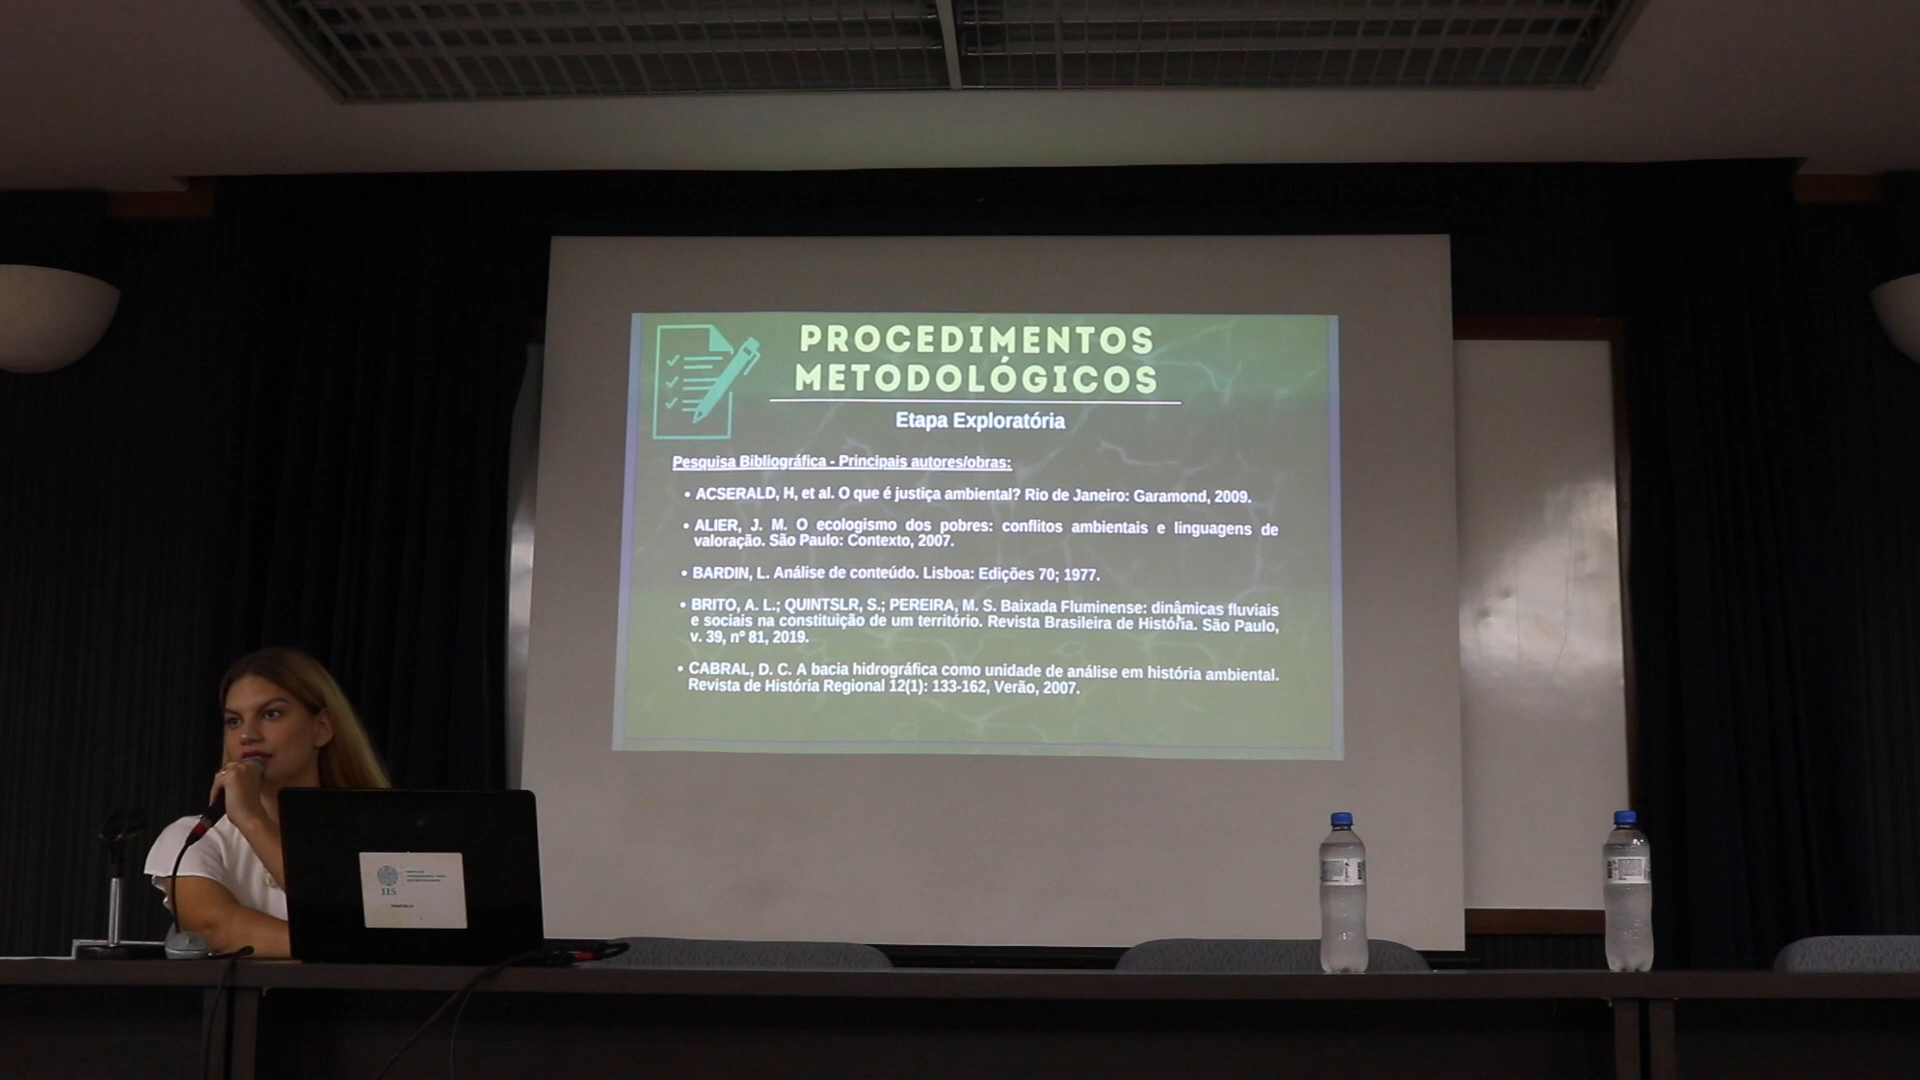 PROCEDIMENTOS
METODOLÓGICOS
Etapa Exploratória
Pesquisa Bibliográfica - Principais autores/obras:
• ACSERALD, H, et al. O que é justiça ambiental? Rio de Janeiro: Garamond, 2009.
• ALIER, J. M. O ecologismo dos pobres: conflitos ambientais e linguagens de
valoração. São Paulo: Contexto, 2007.
• BARDIN, L. Análise de conteúdo. Lisboa: Edições 70; 1977.
• BRITO, A. L.; QUINTSLR, S.; PEREIRA, M. S. Baixada Fluminense: dinâmicas fluviais
e sociais na constituição de um território. Revista Brasileira de História. São Paulo,
v. 39, nº 81, 2019.
• CABRAL, D. C. A bacia hidrográfica como unidade de análise em história ambiental.
Revista de História Regional 12(1): 133-162, Verão, 2007.
IIS